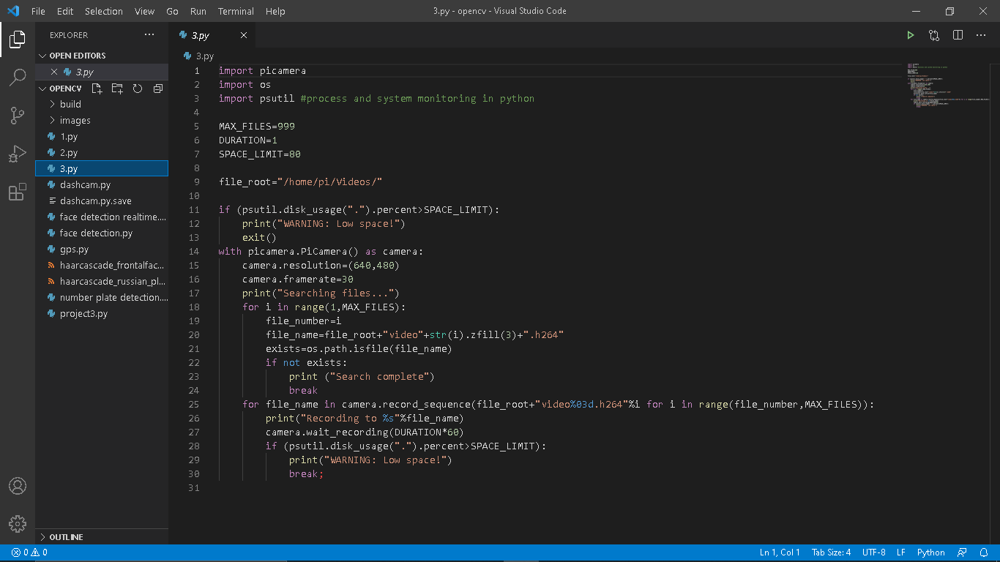 File Edit Selection View Go Run Terminal Help
3.py - opencv - Visual Studio Code
EXPLORER
OPEN EDITORS
3.py
OPENCV
build
images
1.py
2.py
3.py
dashcam.py
dashcam.py.save
face detection realtime....
face detection.py
gps.py
haarcascade_frontalfac...
haarcascade_russian_pl...
number plate detection....
project3.py
OUTLINE
3.py
3.py
1 import picamera
2 import os
3 import psutil #process and system monitoring in python
4
5 MAX_FILES=999
6 DURATION=1
7 SPACE_LIMIT=80
8
9 file_root="/home/pi/Videos/"
10
11 if (psutil.disk_usage(".").percent>SPACE_LIMIT):
12     print("WARNING: Low space!")
13     exit()
14 with picamera.PiCamera() as camera:
15     camera.resolution=(640,480)
16     camera.framerate=30
17     print("Searching files...")
18     for i in range(1,MAX_FILES):
19         file_number=i
20         file_name=file_root+"video"+str(i).zfill(3)+".h264"
21         exists=os.path.isfile(file_name)
22         if not exists:
23             print ("Search complete")
24             break
25     for file_name in camera.record_sequence(file_root+"video%03d.h264"%i for i in range(file_number,MAX_FILES)):
26         print("Recording to %s"%file_name)
27         camera.wait_recording(DURATION*60)
28         if (psutil.disk_usage(".").percent>SPACE_LIMIT):
29             print("WARNING: Low space!")
30             break;
31
0 0
Ln 1, Col 1 Tab Size: 4 UTF-8 LF Python